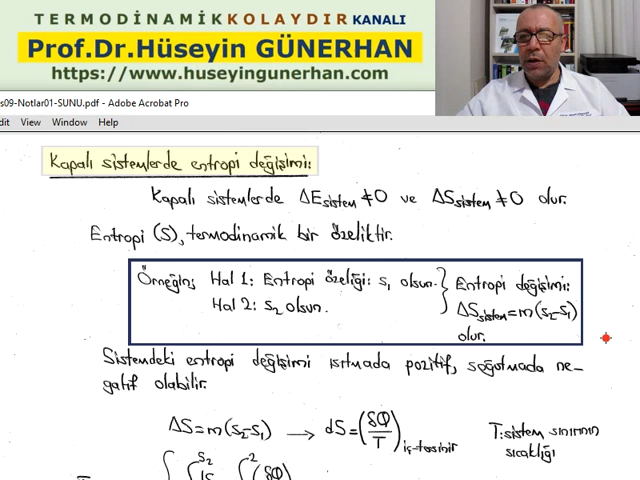 TERMODİNAMİKKOLAYDIR KANALI
Prof.Dr.Hüseyin GÜNERHAN
https://www.huseyingunerhan.com
s09-Notlar01-SUNU.pdf - Adobe Acrobat Pro
dit View Window Help
Kapalı sistemlerde entropi değişimi:
Kapalı sistemlerde ΔEsistem ≠ 0 ve ΔSsistem ≠ 0 olur.
Entropi (S), termodinamik bir özeliktir.
Örneğin; Hal 1: Entropi özeliği: s₁ olsun. Entropi değişimi:
Hal 2: s₂ olsun. ΔSsistem = m(s₂-s₁)
olur.
Sistemdeki entropi değişimi ısıtmada pozitif, soğutmada ne-
gatif olabilir.
ΔS = m(s₂-s₁) → dS = (δQ/T)iç-tersinir T: sistem sınırının
sıcaklığı